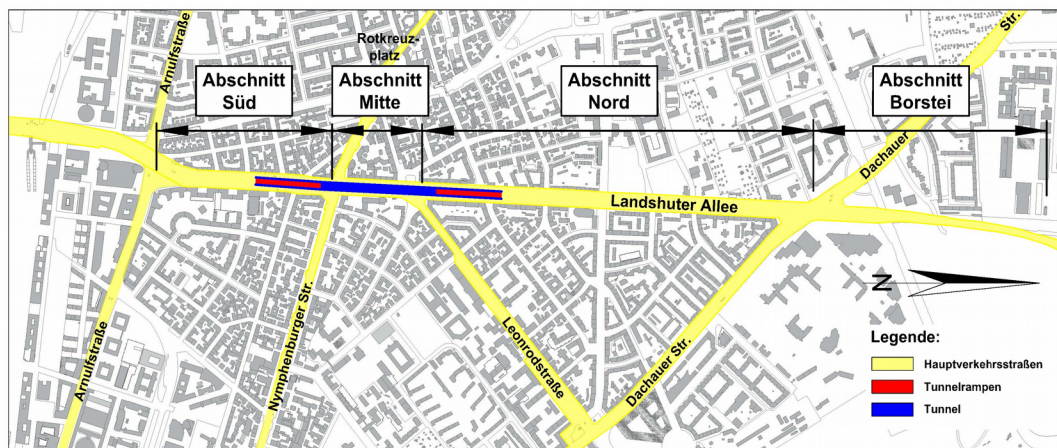 Arnulfstraße
Rotkreuz-
platz
Str.
Abschnitt
Süd
Abschnitt
Mitte
Abschnitt
Nord
Abschnitt
Borstei
Dachauer
Landshuter Allee
N
Arnulfstraße
Nymphenburger Str.
Leonrodstraße
Dachauer Str.
Legende:
Hauptverkehrsstraßen
Tunnelrampen
Tunnel